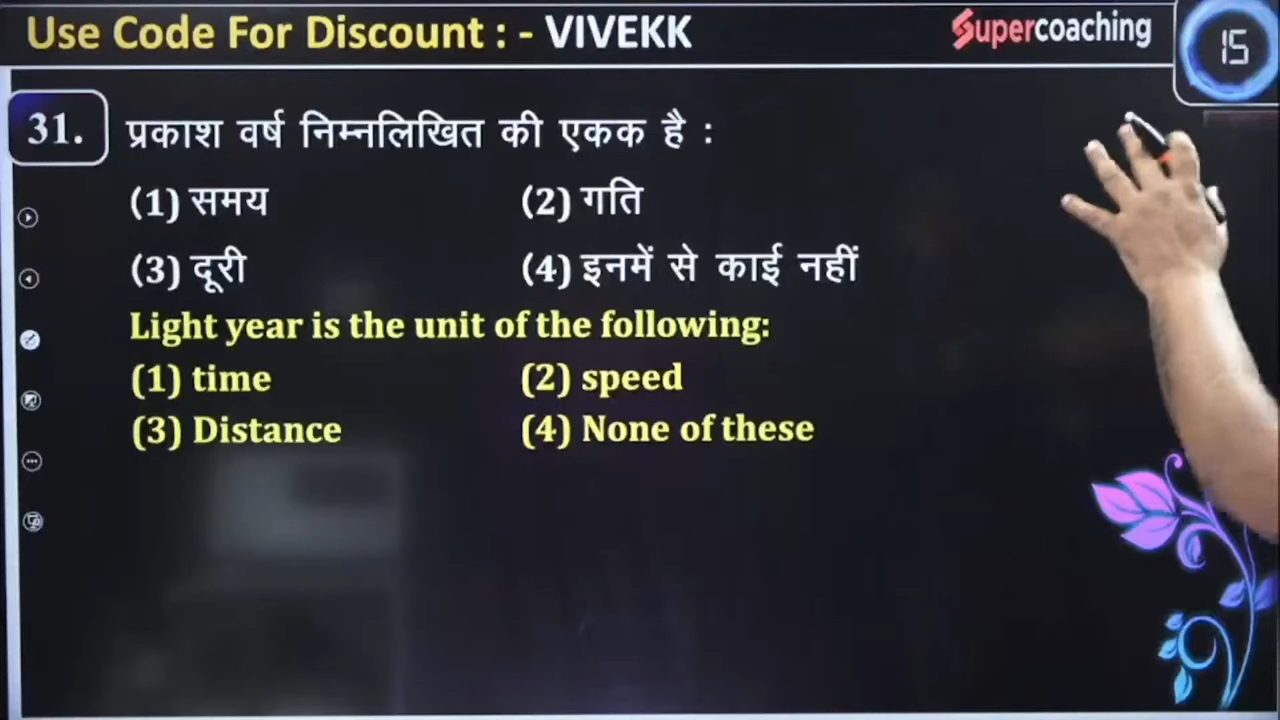 Use Code For Discount : - VIVEKK
Supercoaching
15
31. प्रकाश वर्ष निम्नलिखित की एकक है :
(1) समय (2) गति
(3) दूरी (4) इनमें से काई नहीं
Light year is the unit of the following:
(1) time (2) speed
(3) Distance (4) None of these